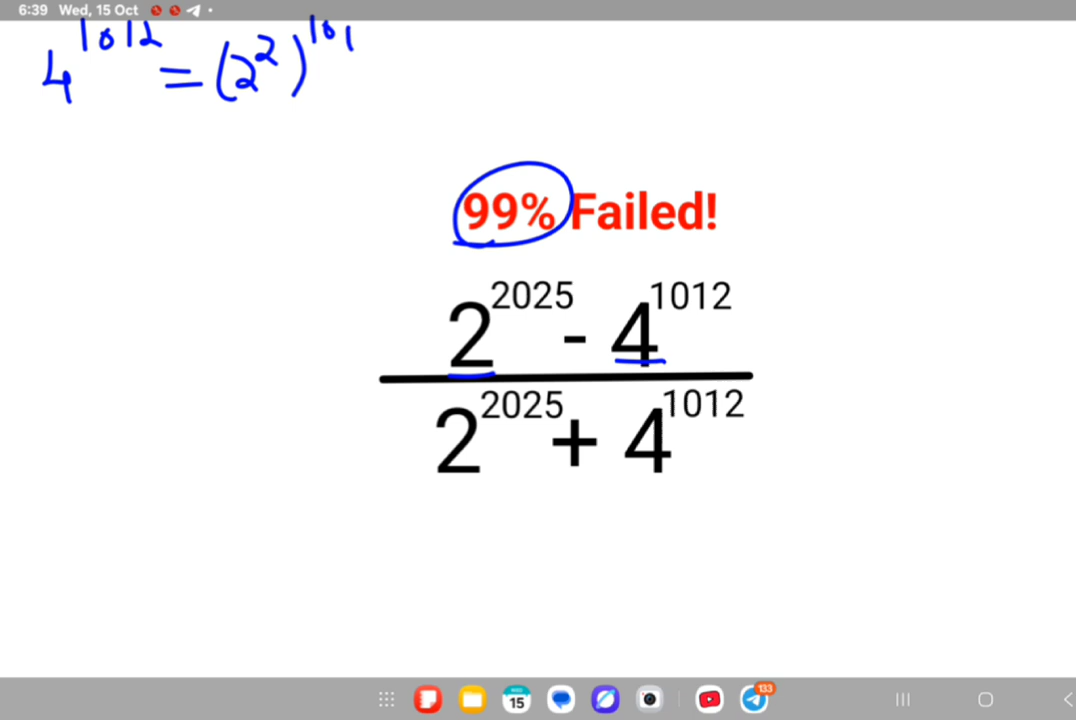 6:39 Wed, 15 Oct
4^1012 = (2^2)^101
99% Failed!
2^2025 - 4^1012
2^2025 + 4^1012
15
133